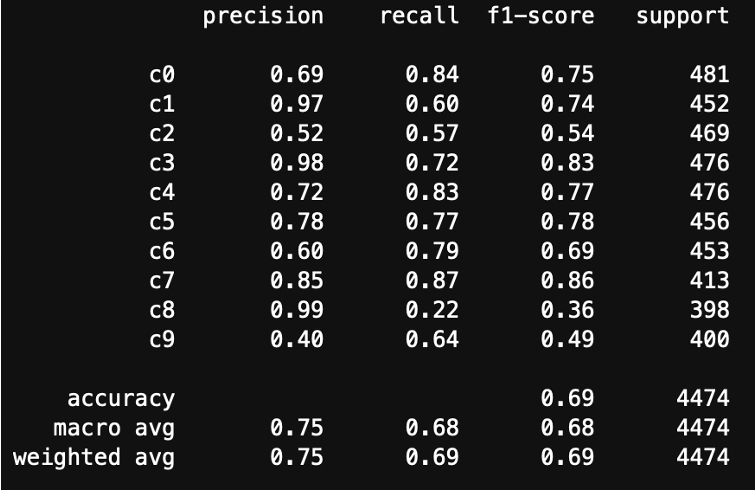 precision recall f1-score support
c0 0.69 0.84 0.75 481
c1 0.97 0.60 0.74 452
c2 0.52 0.57 0.54 469
c3 0.98 0.72 0.83 476
c4 0.72 0.83 0.77 476
c5 0.78 0.77 0.78 456
c6 0.60 0.79 0.69 453
c7 0.85 0.87 0.86 413
c8 0.99 0.22 0.36 398
c9 0.40 0.64 0.49 400
accuracy 0.69 4474
macro avg 0.75 0.68 0.68 4474
weighted avg 0.75 0.69 0.69 4474